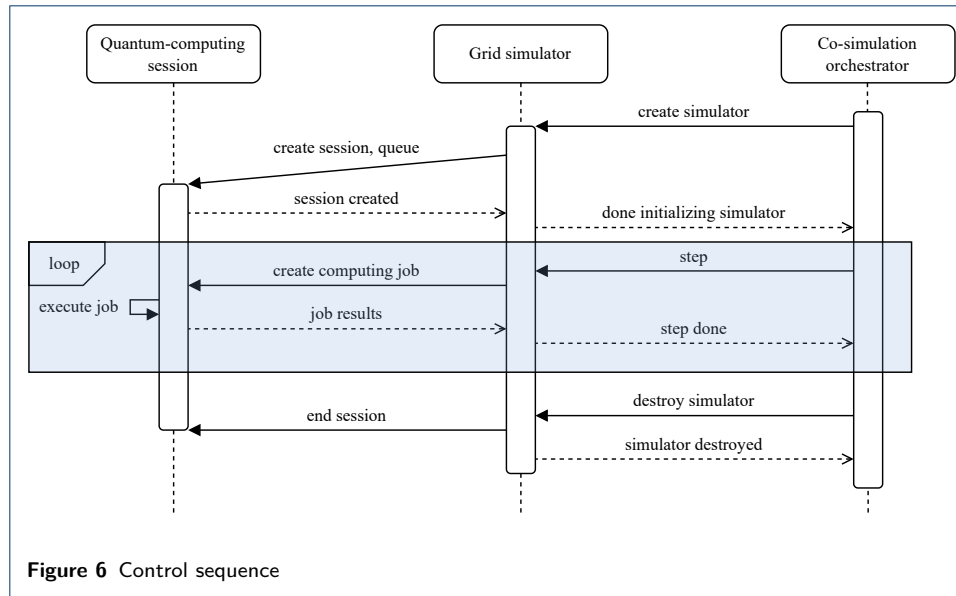 Quantum-computing
session
Grid simulator
Co-simulation
orchestrator
create simulator
create session, queue
session created
done initializing simulator
loop
step
create computing job
execute job
job results
step done
destroy simulator
end session
simulator destroyed
Figure 6 Control sequence